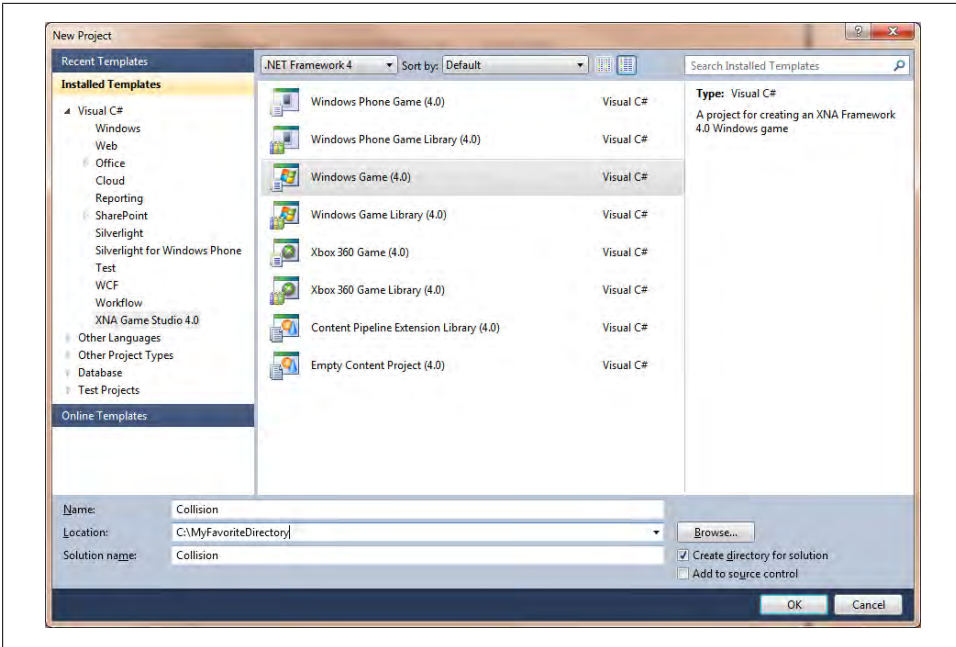 New Project
Recent Templates
.NET Framework 4
Sort by: Default
Search Installed Templates
Installed Templates
Visual C#
Windows
Web
Office
Cloud
Reporting
SharePoint
Silverlight
Silverlight for Windows Phone
Test
WCF
Workflow
XNA Game Studio 4.0
Other Languages
Other Project Types
Database
Test Projects
Online Templates
Windows Phone Game (4.0) Visual C#
Windows Phone Game Library (4.0) Visual C#
Windows Game (4.0) Visual C#
Windows Game Library (4.0) Visual C#
Xbox 360 Game (4.0) Visual C#
Xbox 360 Game Library (4.0) Visual C#
Content Pipeline Extension Library (4.0) Visual C#
Empty Content Project (4.0) Visual C#
Type: Visual C#
A project for creating an XNA Framework
4.0 Windows game
Name: Collision
Location: C:\MyFavoriteDirectory
Browse...
Solution name: Collision
Create directory for solution
Add to source control
OK
Cancel